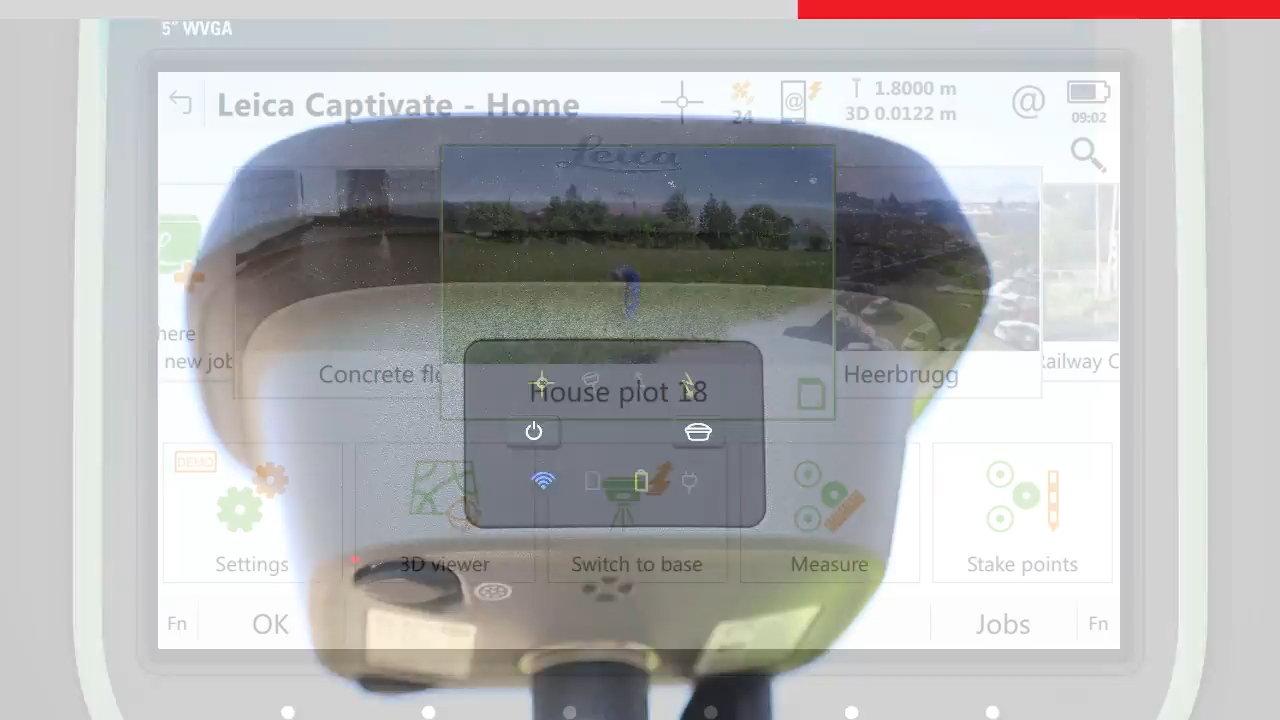 5” WVGA
Leica Captivate - Home
24
@
1.8000 m
3D 0.0122 m
@
09:02
Leica
here
new job
Concrete flo
House plot 18
Heerbrugg
Railway C
DEMO
Settings
3D viewer
Switch to base
Measure
Stake points
Fn
OK
Jobs
Fn